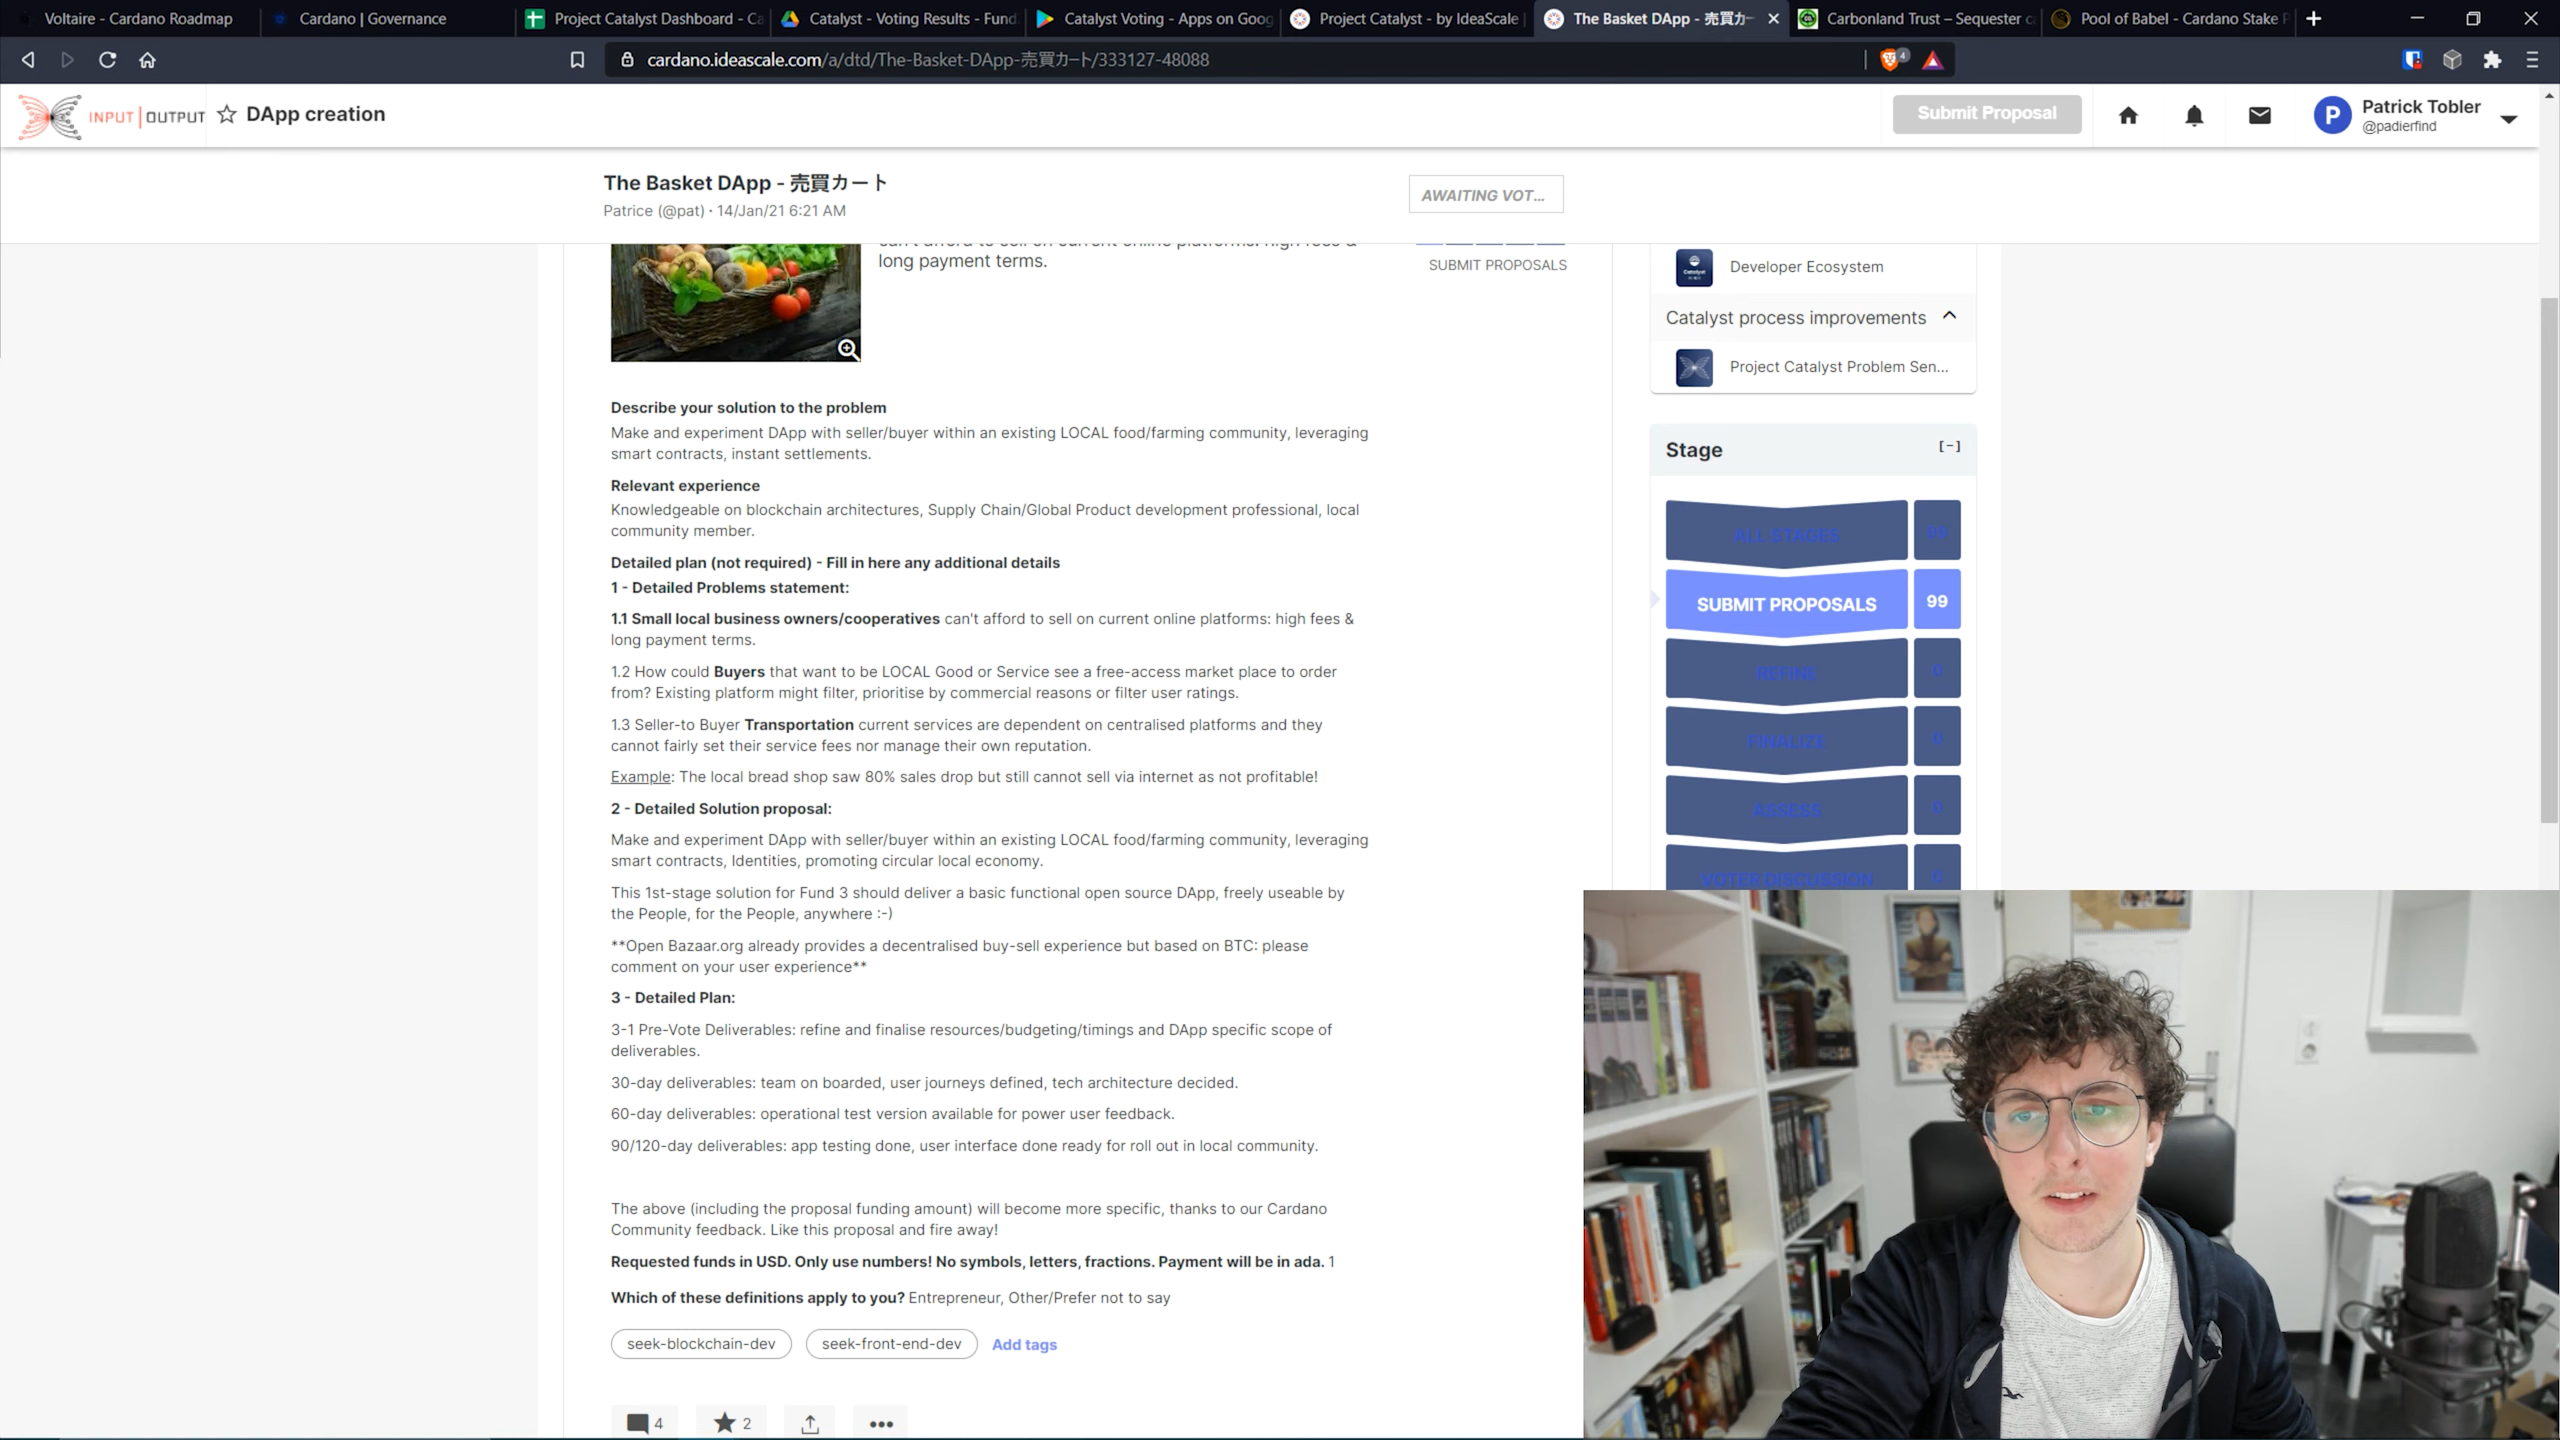 Voltaire - Cardano Roadmap
Cardano | Governance
Project Catalyst Dashboard - Ca
Catalyst - Voting Results - Fund
Catalyst Voting - Apps on Goog
Project Catalyst - by IdeaScale
The Basket DApp - 売買カー
Carbonland Trust – Sequester c
Pool of Babel - Cardano Stake P
cardano.ideascale.com/a/dtd/The-Basket-DApp-売買カート/333127-48088
4
INPUT | OUTPUT
DApp creation
Submit Proposal
P
Patrick Tobler
@padierfind
The Basket DApp - 売買カート
Patrice (@pat) · 14/Jan/21 6:21 AM
AWAITING VOT...
can't afford to sell on current online platforms: high fees &
long payment terms.
SUBMIT PROPOSALS
Describe your solution to the problem
Make and experiment DApp with seller/buyer within an existing LOCAL food/farming community, leveraging
smart contracts, instant settlements.
Relevant experience
Knowledgeable on blockchain architectures, Supply Chain/Global Product development professional, local
community member.
Detailed plan (not required) - Fill in here any additional details
1 - Detailed Problems statement:
1.1 Small local business owners/cooperatives can't afford to sell on current online platforms: high fees &
long payment terms.
1.2 How could Buyers that want to be LOCAL Good or Service see a free-access market place to order
from? Existing platform might filter, prioritise by commercial reasons or filter user ratings.
1.3 Seller-to Buyer Transportation current services are dependent on centralised platforms and they
cannot fairly set their service fees nor manage their own reputation.
Example: The local bread shop saw 80% sales drop but still cannot sell via internet as not profitable!
2 - Detailed Solution proposal:
Make and experiment DApp with seller/buyer within an existing LOCAL food/farming community, leveraging
smart contracts, Identities, promoting circular local economy.
This 1st-stage solution for Fund 3 should deliver a basic functional open source DApp, freely useable by
the People, for the People, anywhere :-)
**Open Bazaar.org already provides a decentralised buy-sell experience but based on BTC: please
comment on your user experience**
3 - Detailed Plan:
3-1 Pre-Vote Deliverables: refine and finalise resources/budgeting/timings and DApp specific scope of
deliverables.
30-day deliverables: team on boarded, user journeys defined, tech architecture decided.
60-day deliverables: operational test version available for power user feedback.
90/120-day deliverables: app testing done, user interface done ready for roll out in local community.
The above (including the proposal funding amount) will become more specific, thanks to our Cardano
Community feedback. Like this proposal and fire away!
Requested funds in USD. Only use numbers! No symbols, letters, fractions. Payment will be in ada. 1
Which of these definitions apply to you? Entrepreneur, Other/Prefer not to say
seek-blockchain-dev
seek-front-end-dev
Add tags
4
2
Developer Ecosystem
Catalyst process improvements
Project Catalyst Problem Sen...
Stage
[-]
ALL STAGES
99
SUBMIT PROPOSALS
99
REFINE
0
FINALIZE
0
ASSESS
0
VOTER DISCUSSION
0